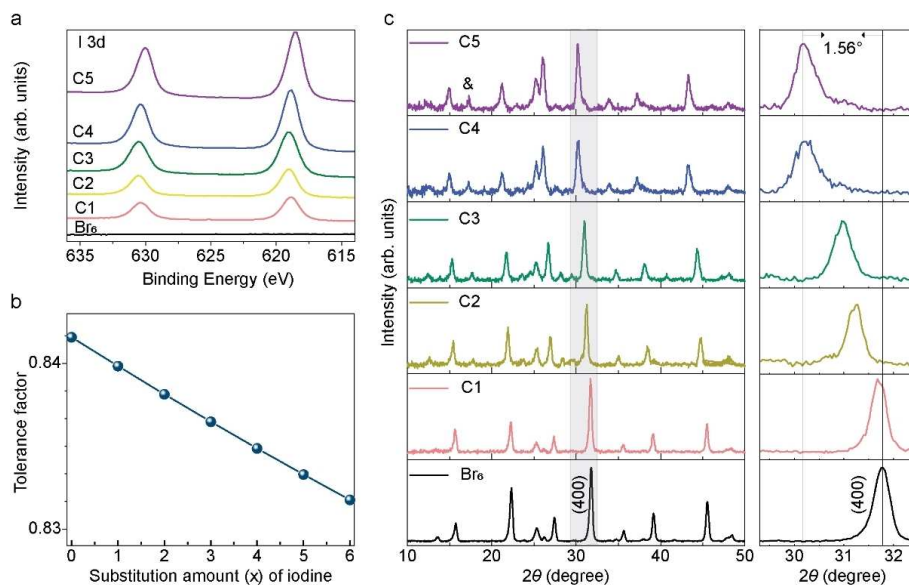 a
I 3d
C5
C4
C3
C2
C1
Br₆
Intensity (arb. units)
635 630 625 620 615
Binding Energy (eV)
b
0.84
0.83
Tolerance factor
0 1 2 3 4 5 6
Substitution amount (x) of iodine
c
C5
&
C4
C3
C2
C1
Br₆
(400)
Intensity (arb. units)
10 20 30 40 50
2θ (degree)
1.56°
(400)
30 31 32
2θ (degree)